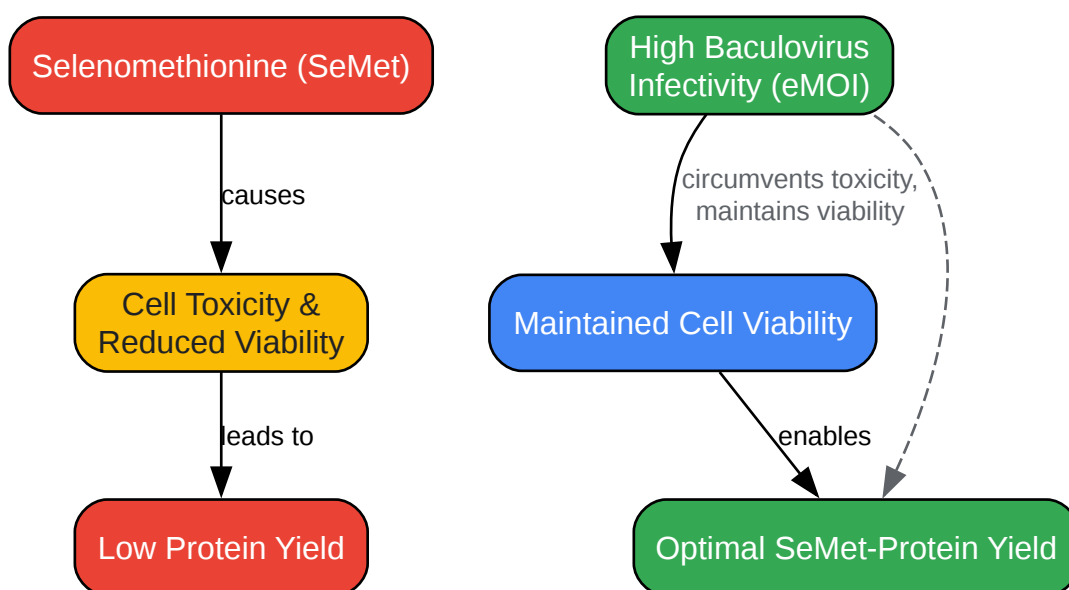 Selenomethionine (SeMet)
High Baculovirus
Infectivity (eMOI)
causes
circumvents toxicity,
maintains viability
Cell Toxicity &
Reduced Viability
Maintained Cell Viability
leads to
enables
Low Protein Yield
Optimal SeMet-Protein Yield